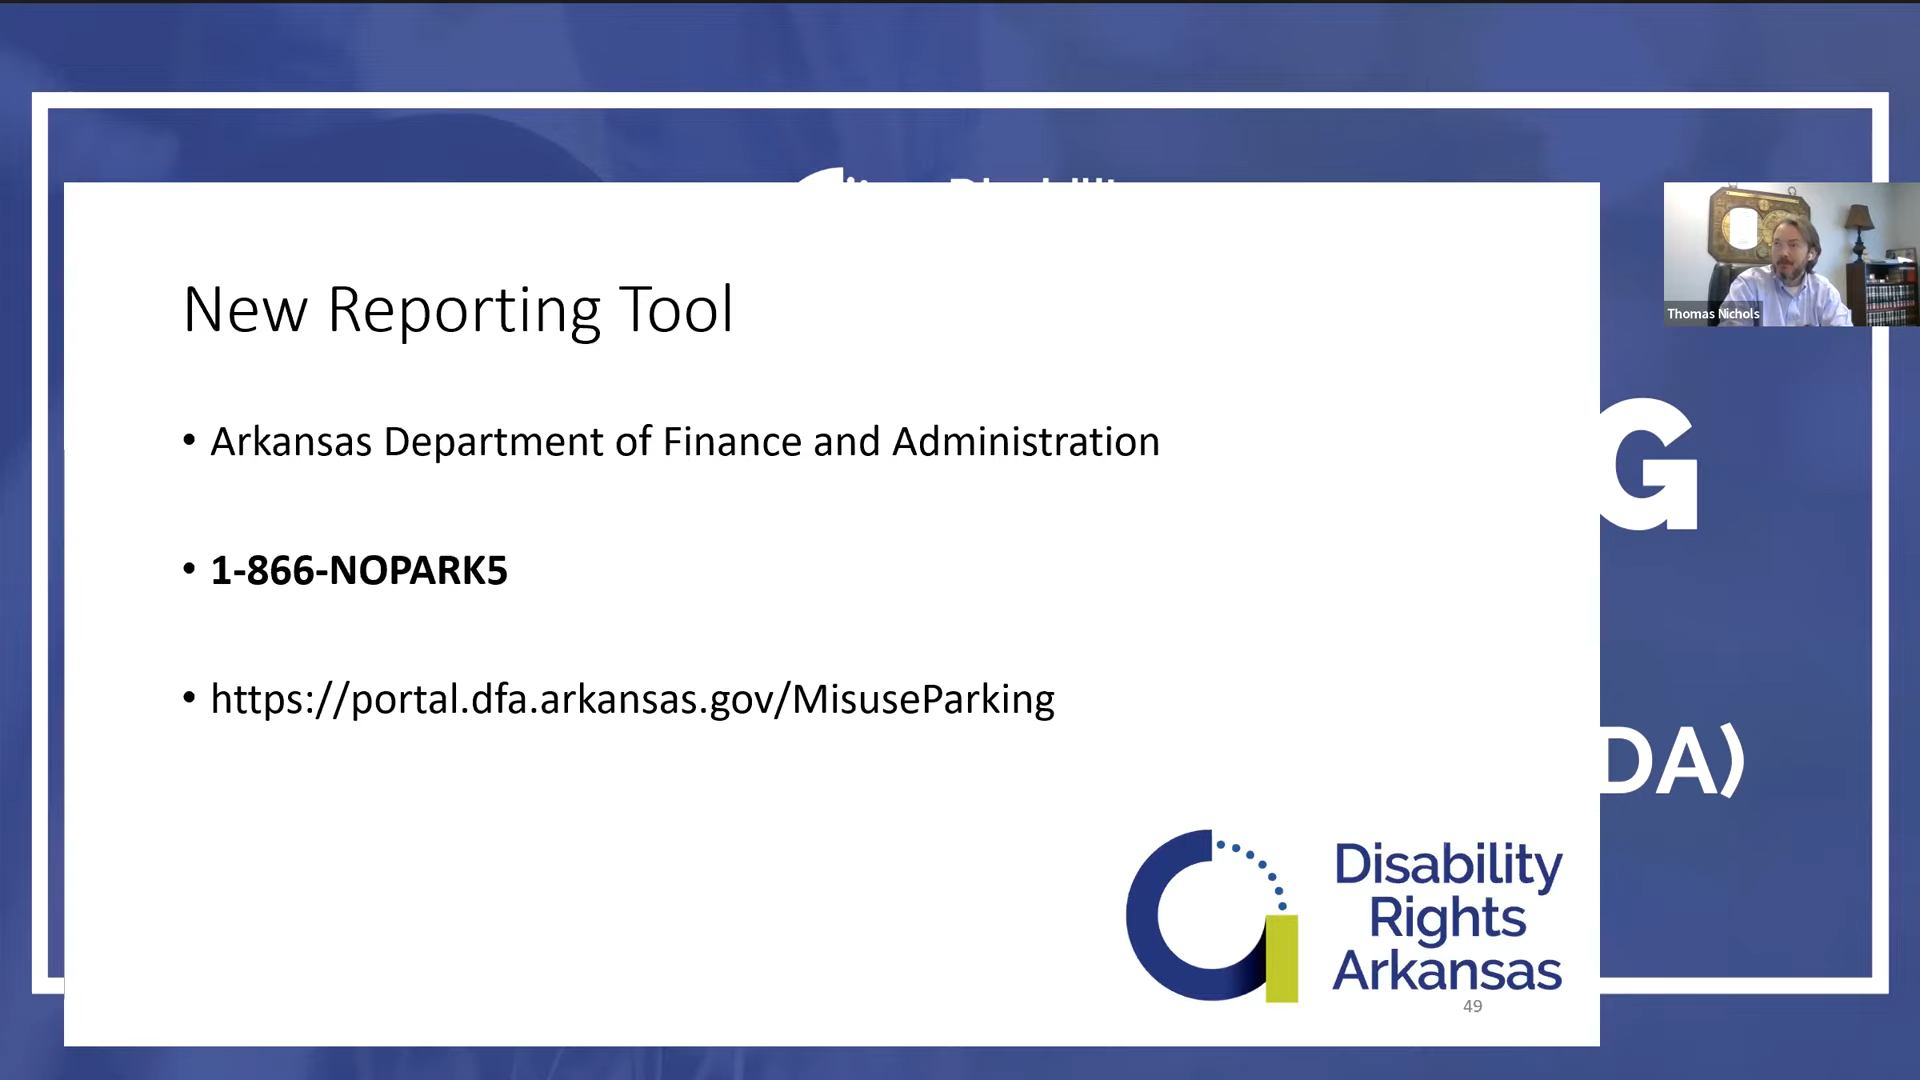 New Reporting Tool
• Arkansas Department of Finance and Administration
• 1-866-NOPARK5
• https://portal.dfa.arkansas.gov/MisuseParking
Disability
Rights
Arkansas
49
Thomas Nichols
G
DA)